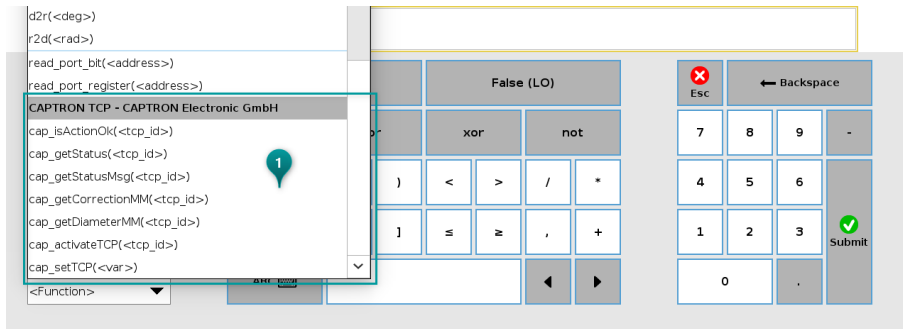 d2r(<deg>)
r2d(<rad>)
read_port_bit(<address>)
read_port_register(<address>)
CAPTRON TCP - CAPTRON Electronic GmbH
cap_isActionOk(<tcp_id>)
cap_getStatus(<tcp_id>)
cap_getStatusMsg(<tcp_id>)
cap_getCorrectionMM(<tcp_id>)
cap_getDiameterMM(<tcp_id>)
cap_activateTCP(<tcp_id>)
cap_setTCP(<var>)
<Function>
1
False (LO)
Esc
Backspace
xor
not
7
8
9
-
)
<
>
/
*
4
5
6
]
≤
≥
,
+
1
2
3
Submit
ABC
0
.